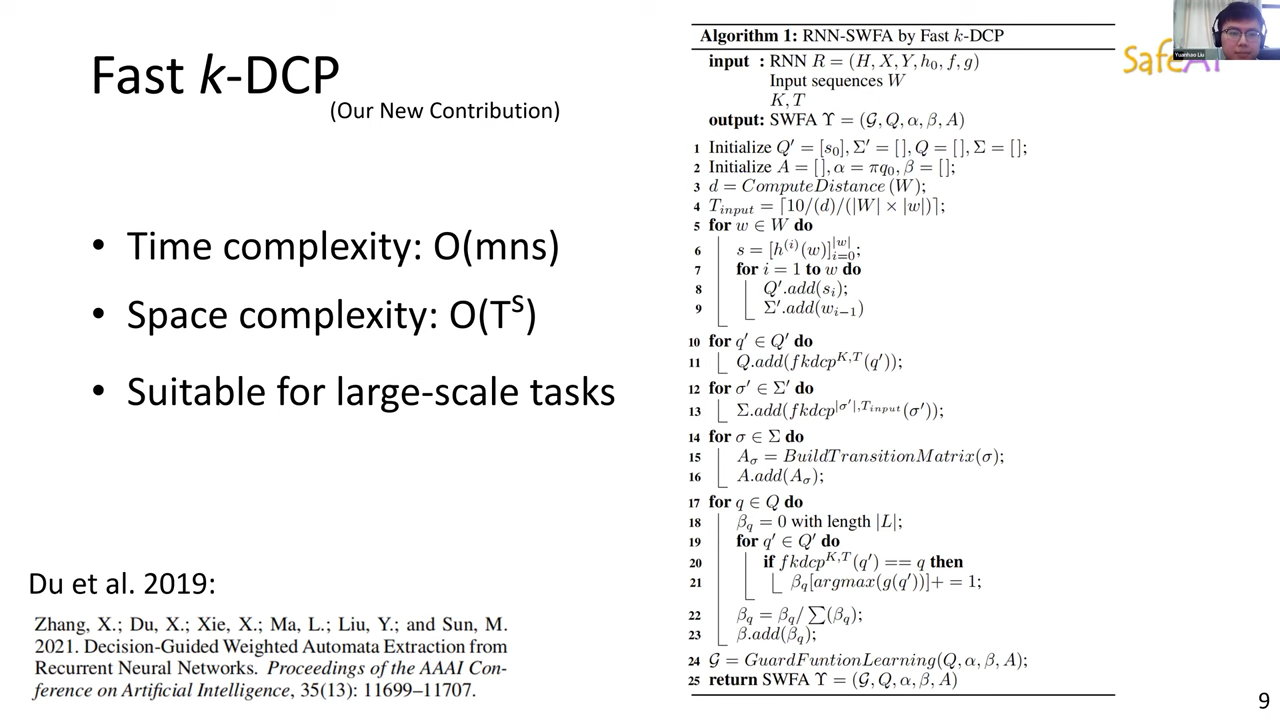 Fast k-DCP
(Our New Contribution)
• Time complexity: O(mns)
• Space complexity: O(Tˢ)
• Suitable for large-scale tasks
Du et al. 2019:
Zhang, X.; Du, X.; Xie, X.; Ma, L.; Liu, Y.; and Sun, M.
2021. Decision-Guided Weighted Automata Extraction from
Recurrent Neural Networks. Proceedings of the AAAI Con-
ference on Artificial Intelligence, 35(13): 11699–11707.
Algorithm 1: RNN-SWFA by Fast k-DCP
input : RNN R = (H, X, Y, h₀, f, g)
Input sequences W
K, T
output: SWFA ϒ = (𝒢, Q, α, β, A)
1 Initialize Q′ = [s₀], Σ′ = [ ], Q = [ ], Σ = [ ];
2 Initialize A = [ ], α = πq₀, β = [ ];
3 d = ComputeDistance(W);
4 T_input = ⌈10/(d)/(|W| × |w|)⌉;
5 for w ∈ W do
6 s = [h^(i)(w)]_{i=0}^{|w|};
7 for i = 1 to w do
8 Q′.add(s_i);
9 Σ′.add(w_{i−1})
10 for q′ ∈ Q′ do
11 Q.add(fkdcp^{K,T}(q′));
12 for σ′ ∈ Σ′ do
13 Σ.add(fkdcp^{|σ′|,T_input}(σ′));
14 for σ ∈ Σ do
15 A_σ = BuildTransitionMatrix(σ);
16 A.add(A_σ);
17 for q ∈ Q do
18 β_q = 0 with length |L|;
19 for q′ ∈ Q′ do
20 if fkdcp^{K,T}(q′) == q then
21 β_q[argmax(g(q′))]+ = 1;
22 β_q = β_q/∑(β_q);
23 β.add(β_q);
24 𝒢 = GuardFuntionLearning(Q, α, β, A);
25 return SWFA ϒ = (𝒢, Q, α, β, A)
Yuanhao Liu
9